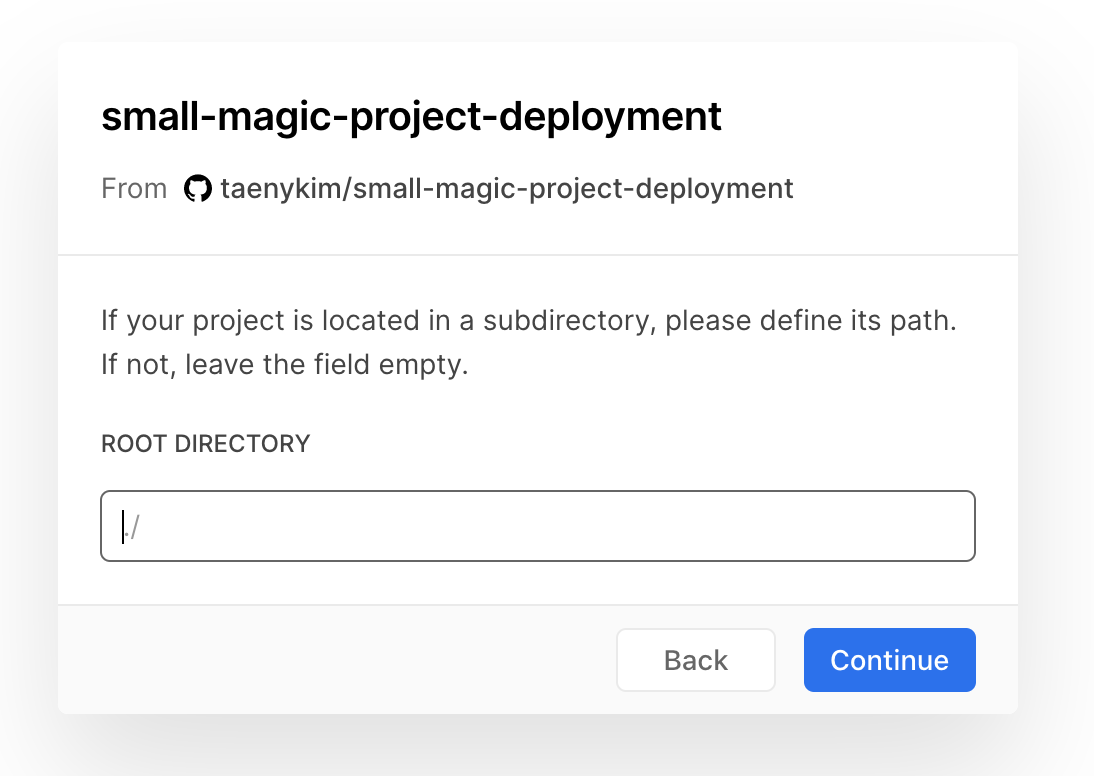 small-magic-project-deployment
From taenykim/small-magic-project-deployment
If your project is located in a subdirectory, please define its path.
If not, leave the field empty.
ROOT DIRECTORY
./
Back Continue